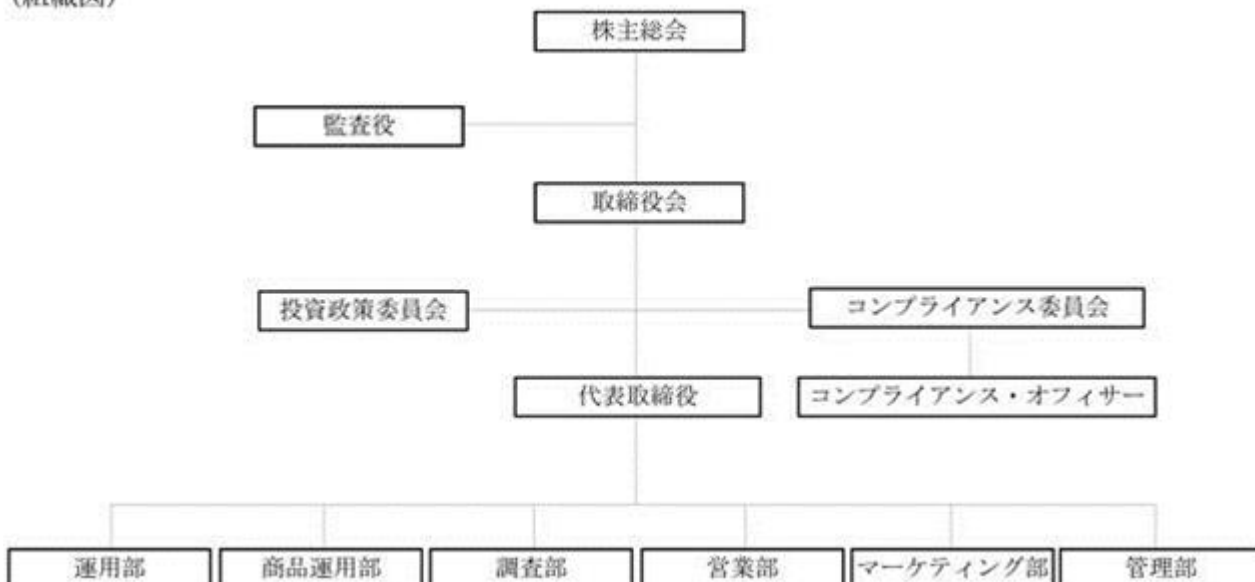 (組織図)
株主総会
監査役
取締役会
投資政策委員会
コンプライアンス委員会
代表取締役
コンプライアンス・オフィサー
運用部
商品運用部
調査部
営業部
マーケティング部
管理部